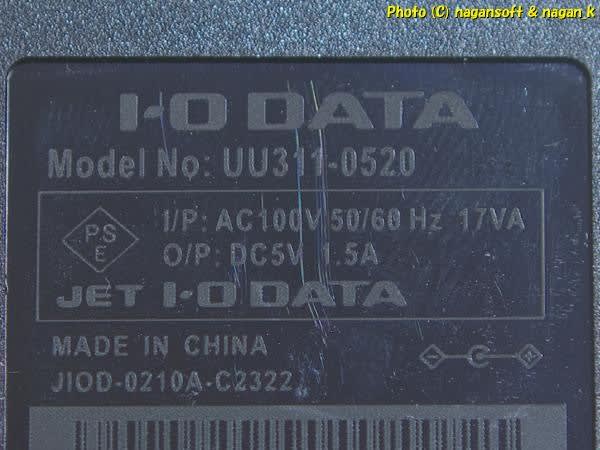 Photo (C) nagansoft & nagan_k
I-O DATA
Model No: UU311-0520
PS
E
I/P: AC100V 50/60 Hz 17VA
O/P: DC5V 1.5A
JET I-O DATA
MADE IN CHINA
JIOD-0210A-C2322